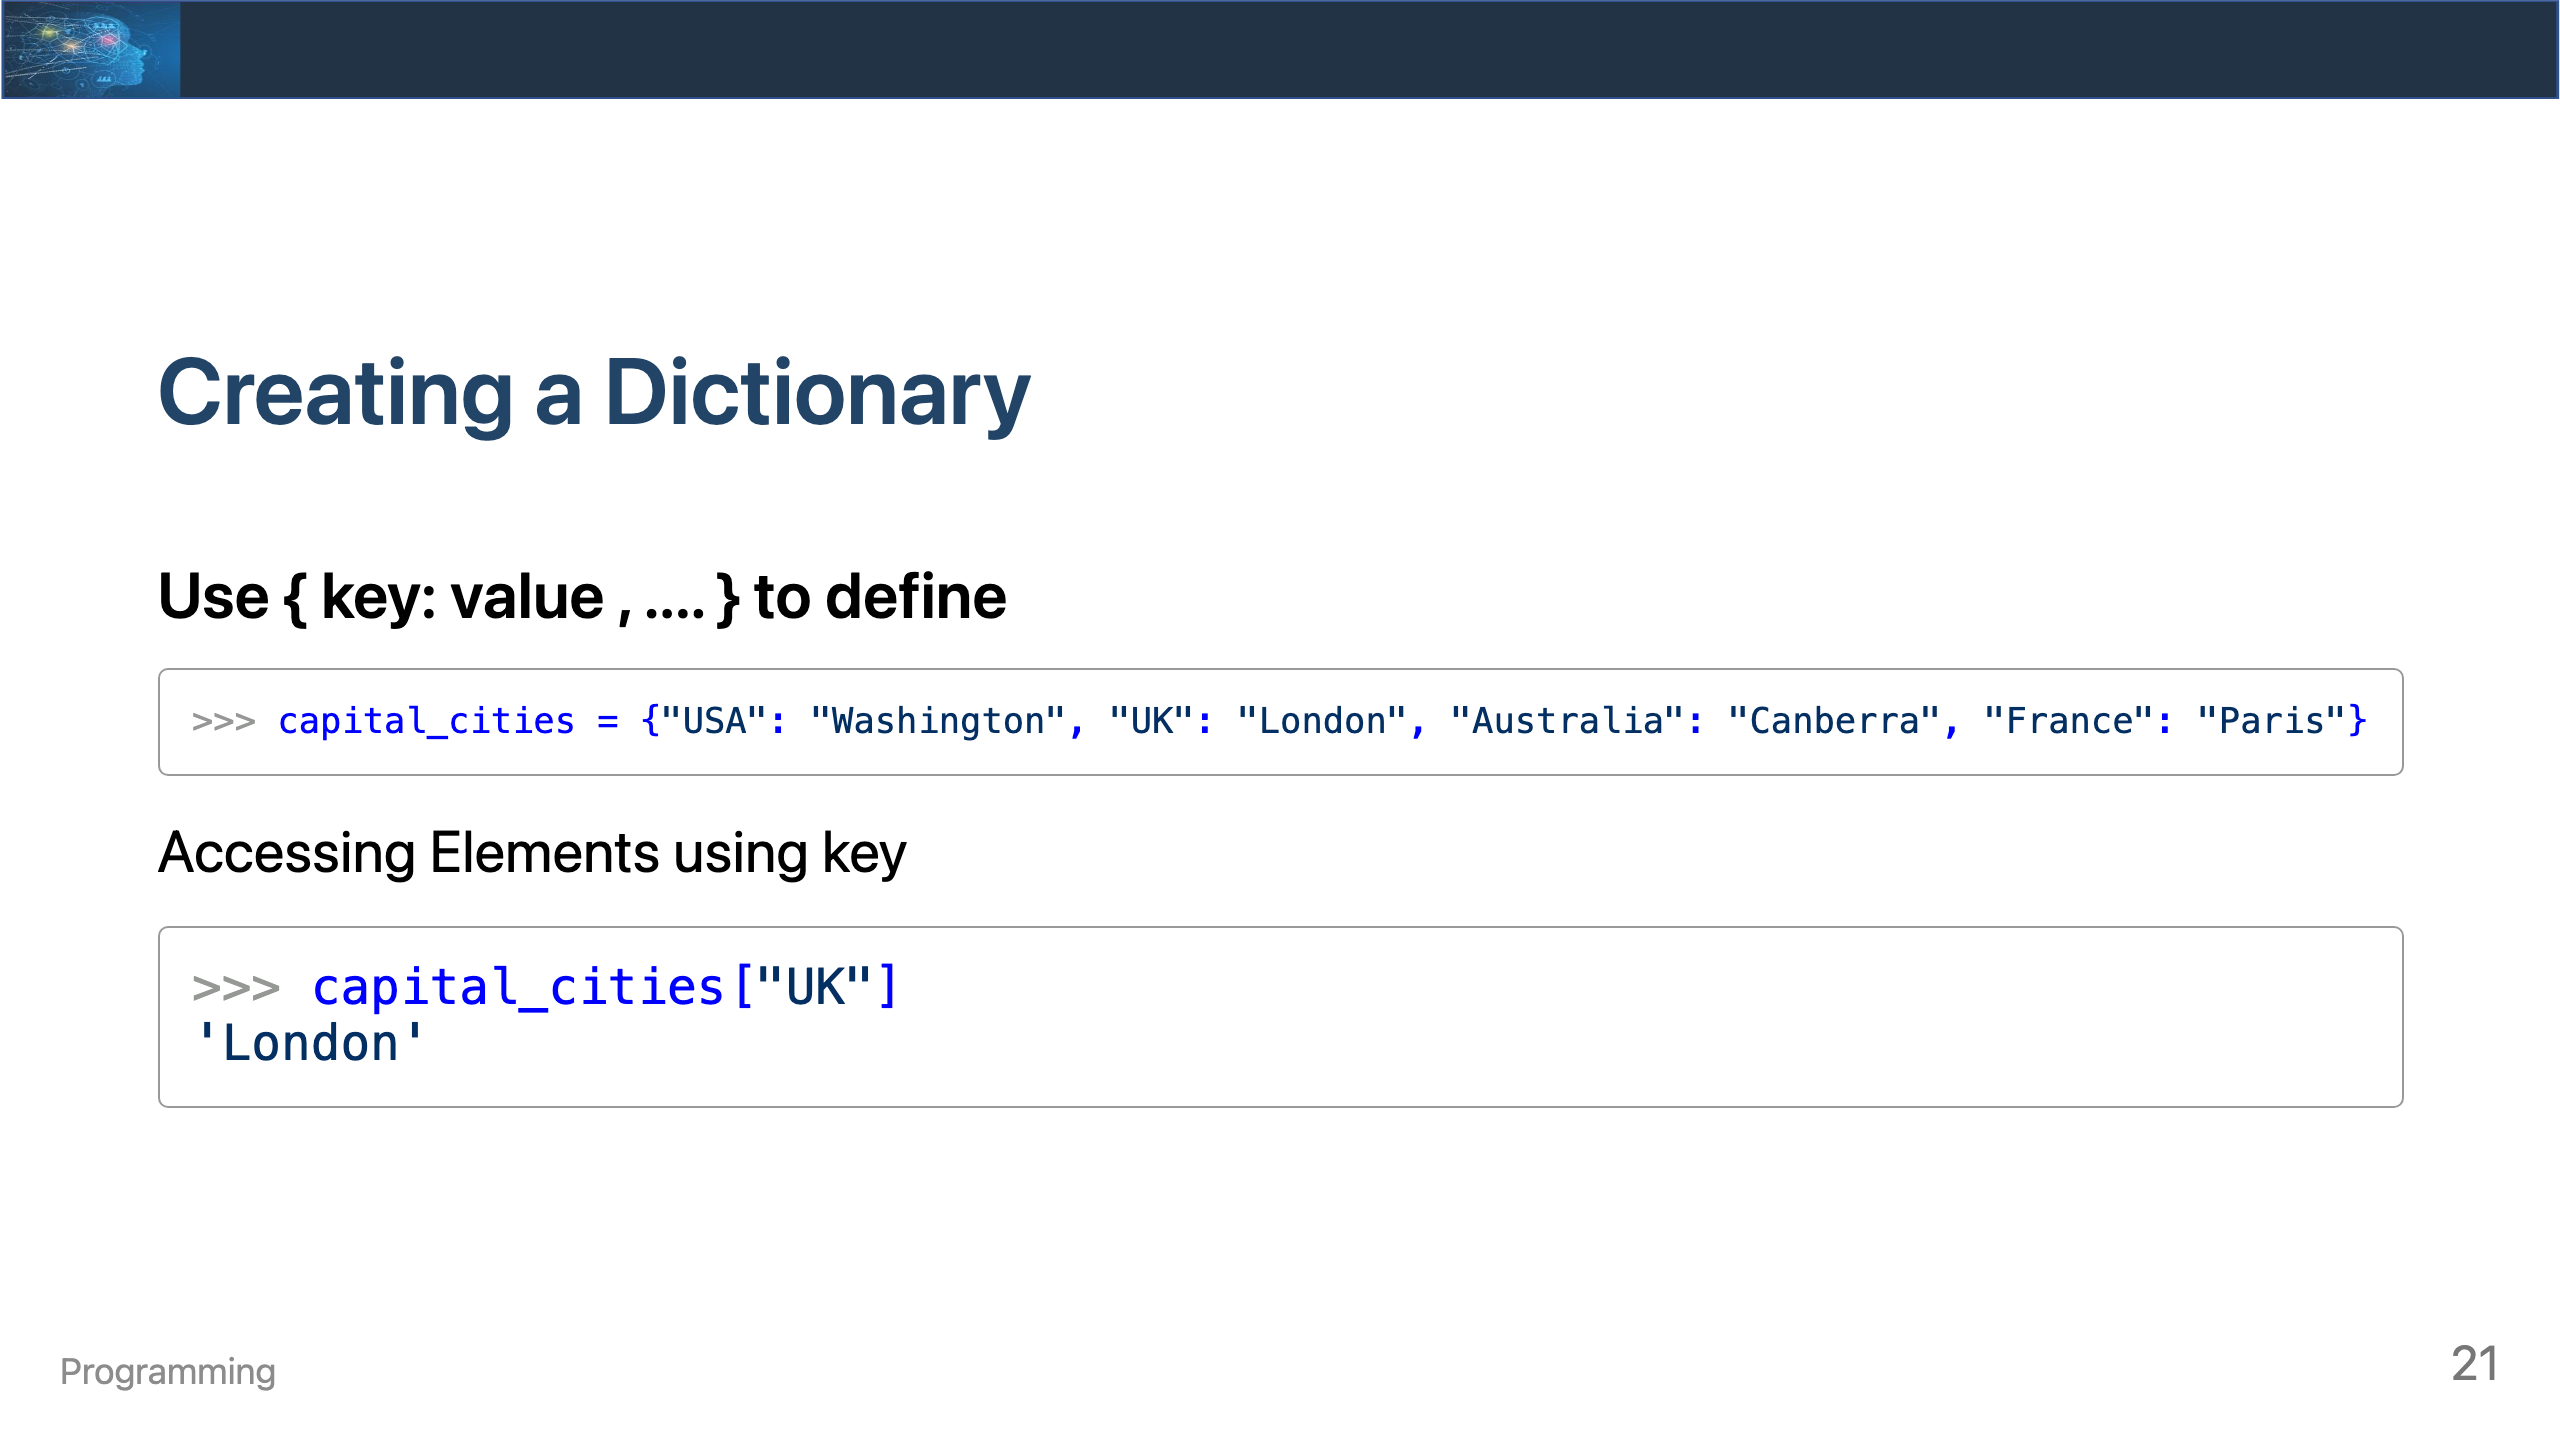 Creating a Dictionary
Use { key: value , .... } to define
>>> capital_cities = {"USA": "Washington", "UK": "London", "Australia": "Canberra", "France": "Paris"}
Accessing Elements using key
>>> capital_cities["UK"]
'London'
Programming
21